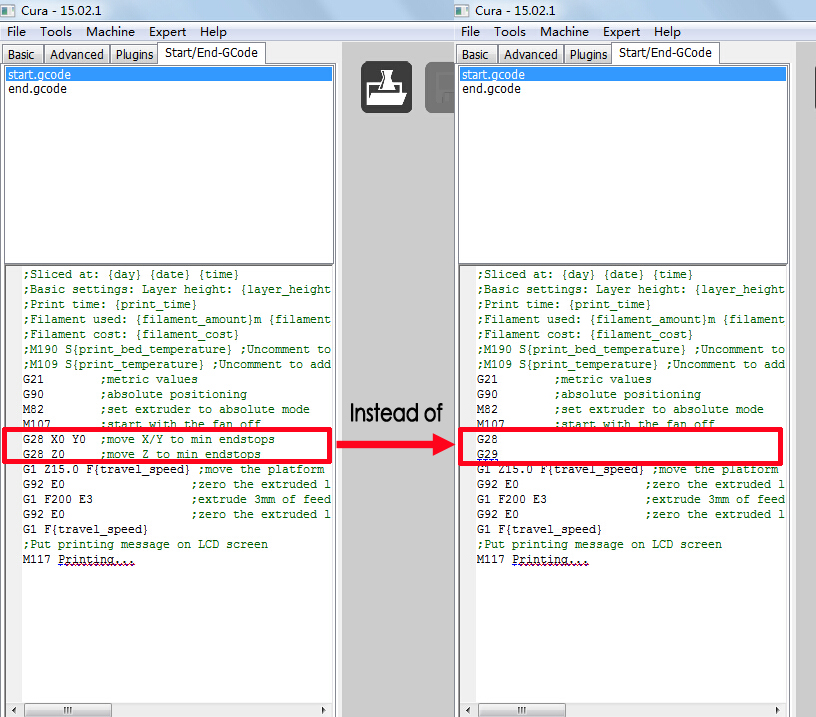 Cura - 15.02.1
File Tools Machine Expert Help
Basic Advanced Plugins Start/End-GCode
start.gcode
end.gcode
;Sliced at: {day} {date} {time}
;Basic settings: Layer height: {layer_height
;Print time: {print_time}
;Filament used: {filament_amount}m {filament
;Filament cost: {filament_cost}
;M190 S{print_bed_temperature} ;Uncomment to
;M109 S{print_temperature} ;Uncomment to add
G21 ;metric values
G90 ;absolute positioning
M82 ;set extruder to absolute mode
M107 ;start with the fan off
G28 X0 Y0 ;move X/Y to min endstops
G28 Z0 ;move Z to min endstops
G1 Z15.0 F{travel_speed} ;move the platform
G92 E0 ;zero the extruded l
G1 F200 E3 ;extrude 3mm of feed
G92 E0 ;zero the extruded l
G1 F{travel_speed}
;Put printing message on LCD screen
M117 Printing...
Instead of
Cura - 15.02.1
File Tools Machine Expert Help
Basic Advanced Plugins Start/End-GCode
start.gcode
end.gcode
;Sliced at: {day} {date} {time}
;Basic settings: Layer height: {layer_height
;Print time: {print_time}
;Filament used: {filament_amount}m {filament
;Filament cost: {filament_cost}
;M190 S{print_bed_temperature} ;Uncomment to
;M109 S{print_temperature} ;Uncomment to add
G21 ;metric values
G90 ;absolute positioning
M82 ;set extruder to absolute mode
M107 ;start with the fan off
G28
G29
G1 Z15.0 F{travel_speed} ;move the platform
G92 E0 ;zero the extruded l
G1 F200 E3 ;extrude 3mm of feed
G92 E0 ;zero the extruded l
G1 F{travel_speed}
;Put printing message on LCD screen
M117 Printing...